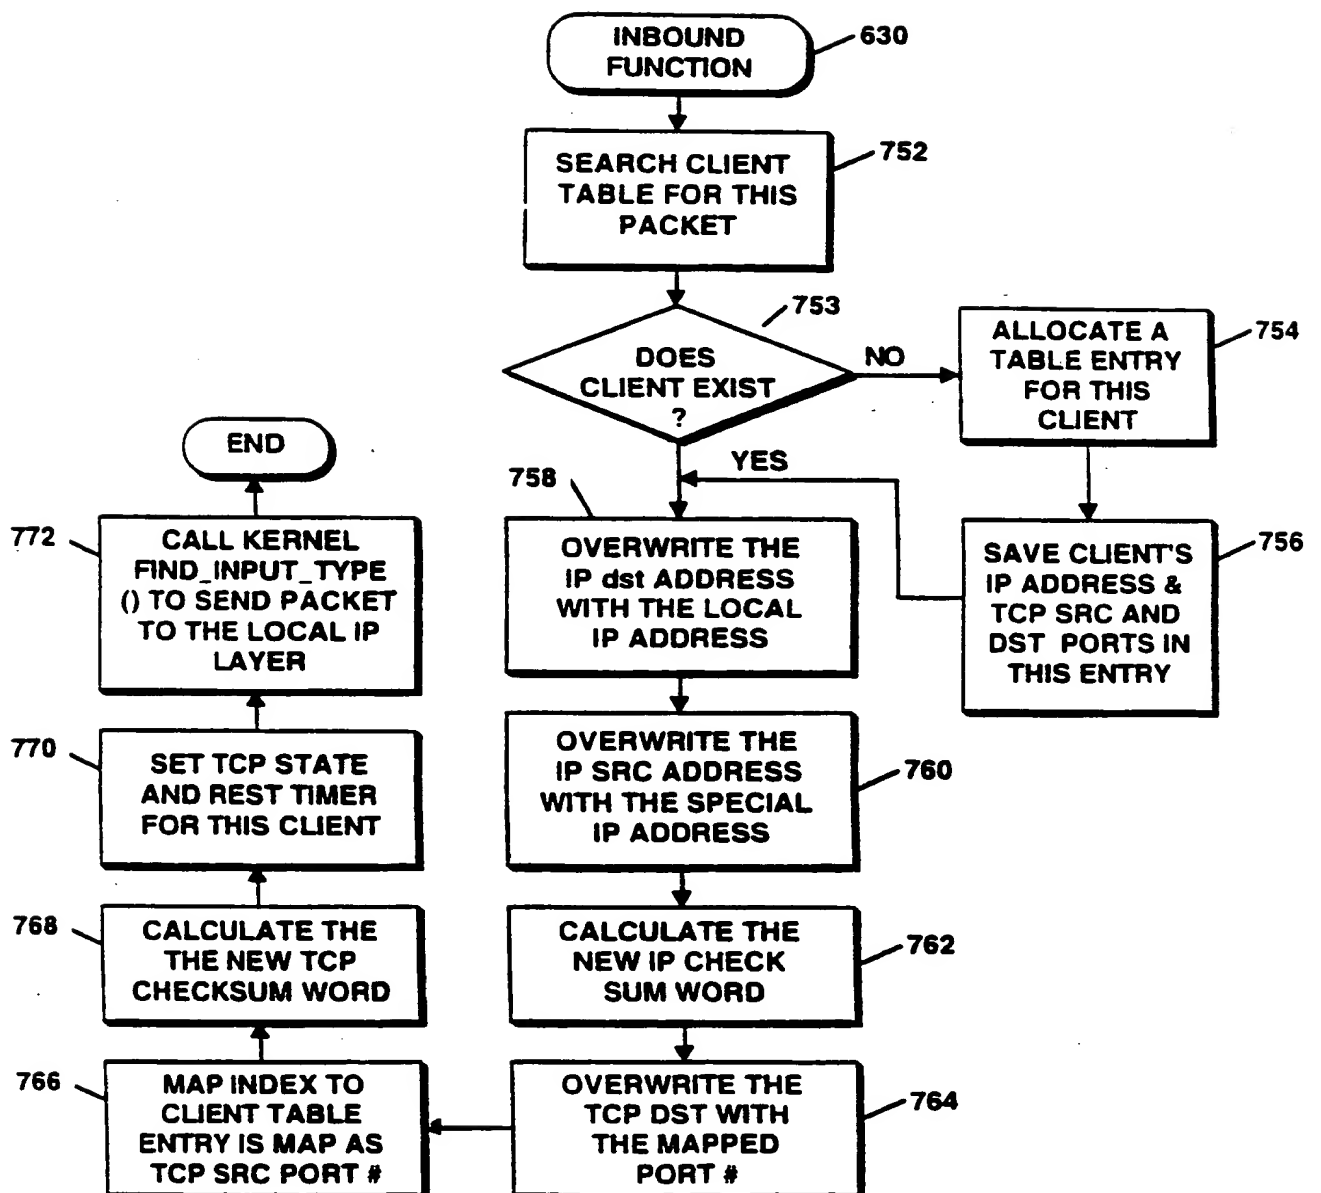 INBOUND
FUNCTION
630
SEARCH CLIENT
TABLE FOR THIS
PACKET
752
753
DOES
CLIENT EXIST
?
NO
YES
ALLOCATE A
TABLE ENTRY
FOR THIS
CLIENT
754
SAVE CLIENT'S
IP ADDRESS &
TCP SRC AND
DST PORTS IN
THIS ENTRY
756
758
OVERWRITE THE
IP dst ADDRESS
WITH THE LOCAL
IP ADDRESS
OVERWRITE THE
IP SRC ADDRESS
WITH THE SPECIAL
IP ADDRESS
760
CALCULATE THE
NEW IP CHECK
SUM WORD
762
OVERWRITE THE
TCP DST WITH
THE MAPPED
PORT #
764
766
MAP INDEX TO
CLIENT TABLE
ENTRY IS MAP AS
TCP SRC PORT #
768
CALCULATE THE
THE NEW TCP
CHECKSUM WORD
770
SET TCP STATE
AND REST TIMER
FOR THIS CLIENT
772
CALL KERNEL
FIND_INPUT_TYPE
() TO SEND PACKET
TO THE LOCAL IP
LAYER
END